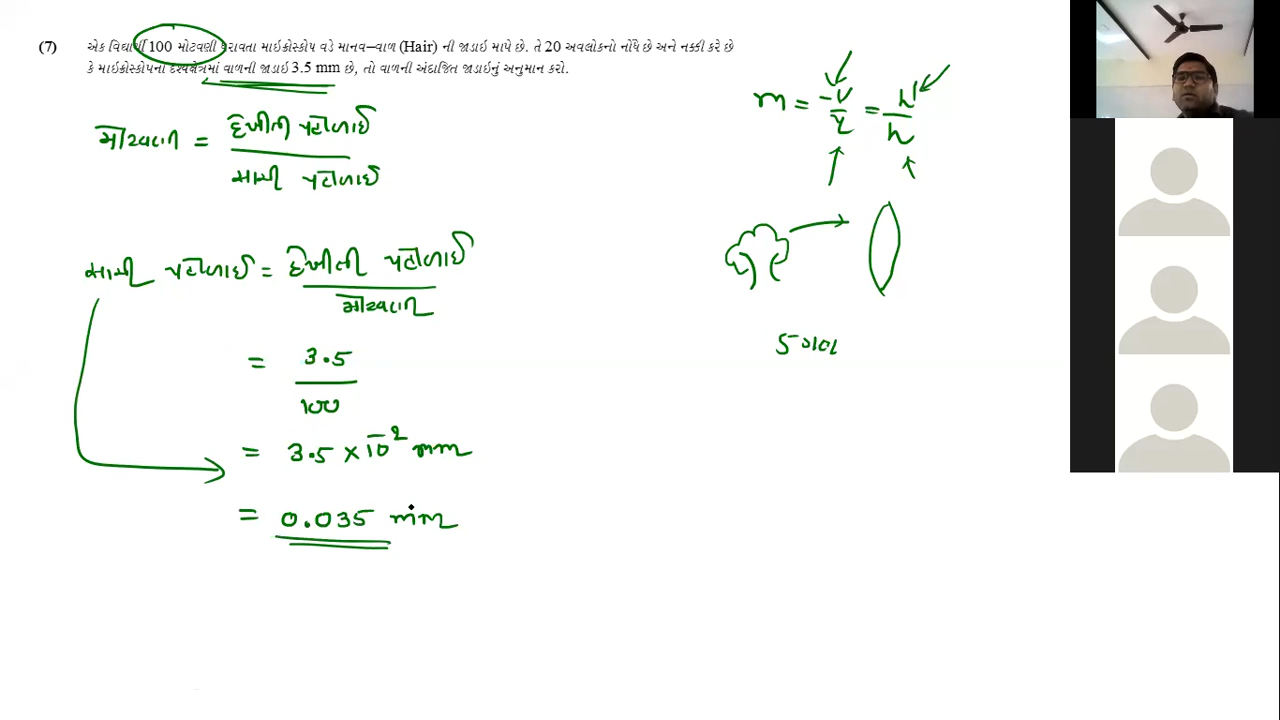 (7) એક વિદ્યાર્થી 100 મોટવણી ધરાવતા માઈક્રોસ્કોપ વડે માનવ-વાળ (Hair) ની જાડાઈ માપે છે. તે 20 અવલોકનો નોંધે છે અને નક્કી કરે છે
કે માઈક્રોસ્કોપના દૃશ્યક્ષેત્રમાં વાળની જાડાઈ 3.5 mm છે, તો વાળની અંદાજિત જાડાઈનું અનુમાન કરો.
m = -v/u = h'/h
મોટવણી = દેખીતી પહોળાઈ
સાચી પહોળાઈ
સાચી પહોળાઈ = દેખીતી પહોળાઈ
મોટવણી
= 3.5
100
= 3.5 × 10⁻² mm
= 0.035 mm
5 ગણા